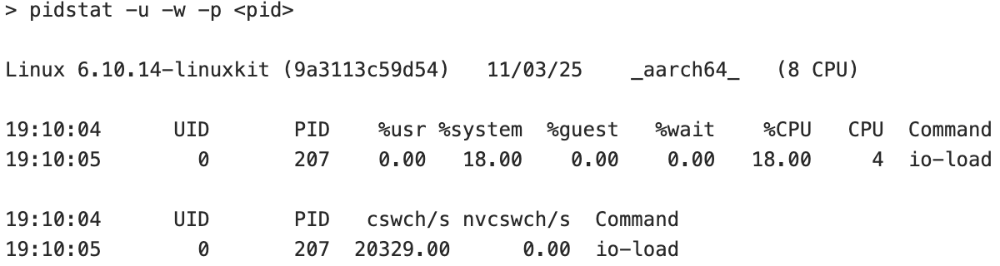 > pidstat -u -w -p <pid>
Linux 6.10.14-linuxkit (9a3113c59d54) 11/03/25 _aarch64_ (8 CPU)
19:10:04 UID PID %usr %system %guest %wait %CPU CPU Command
19:10:05 0 207 0.00 18.00 0.00 0.00 18.00 4 io-load
19:10:04 UID PID cswch/s nvcswch/s Command
19:10:05 0 207 20329.00 0.00 io-load